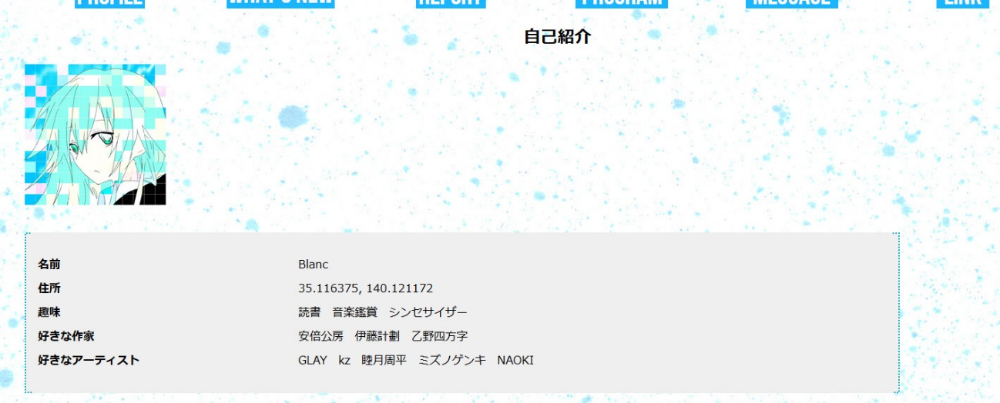 PROFILE WHAT'S NEW REPORT PROGRAM MESSAGE LINK
自己紹介
名前 Blanc
住所 35.116375, 140.121172
趣味 読書　音楽鑑賞　シンセサイザー
好きな作家 安倍公房　伊藤計劃　乙野四方字
好きなアーティスト GLAY　kz　睦月周平　ミズノゲンキ　NAOKI